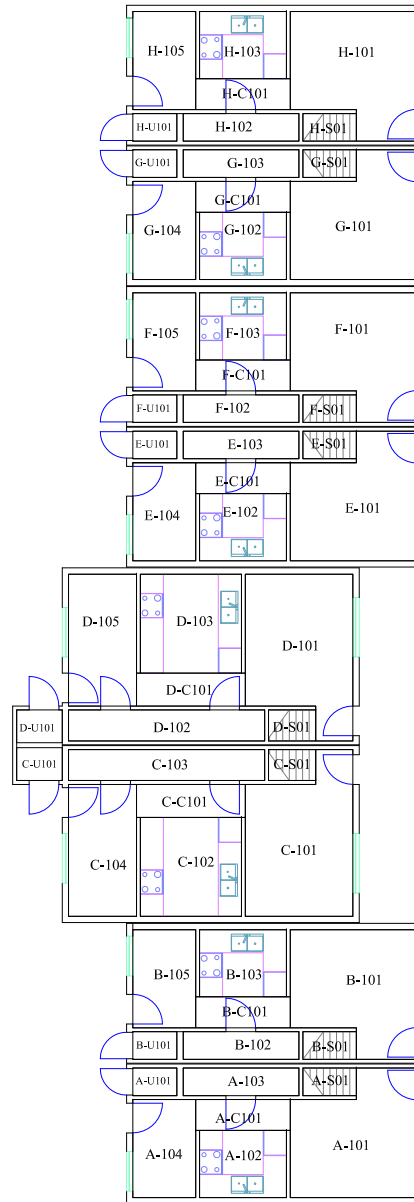 H-105 H-103 H-101
H-C101
H-U101 H-102 H-S01
G-U101 G-103 G-S01
G-C101
G-104 G-102 G-101
F-105 F-103 F-101
F-C101
F-U101 F-102 F-S01
E-U101 E-103 E-S01
E-C101
E-104 E-102 E-101
D-105 D-103 D-101
D-C101
D-U101 D-102 D-S01
C-U101 C-103 C-S01
C-C101
C-104 C-102 C-101
B-105 B-103 B-101
B-C101
B-U101 B-102 B-S01
A-U101 A-103 A-S01
A-C101
A-104 A-102 A-101